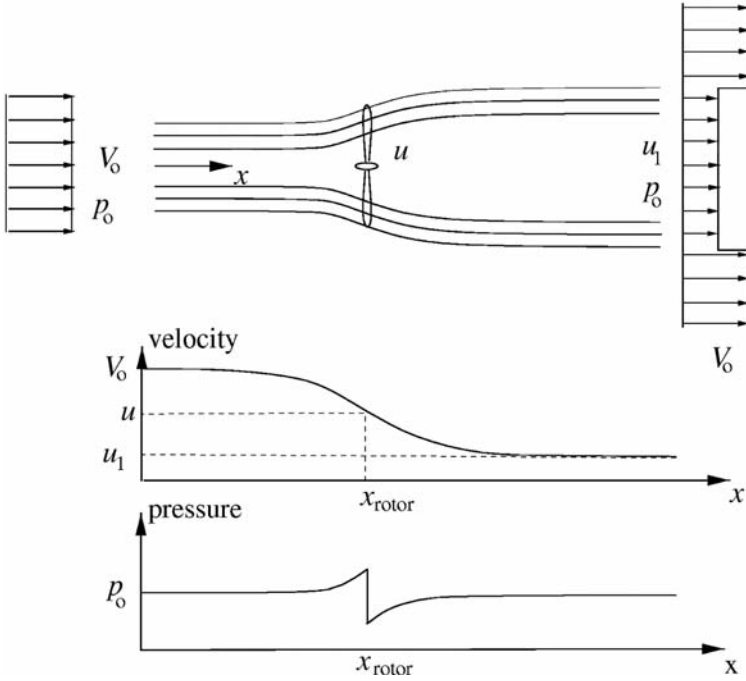 V₀
x
p₀
u
u₁
p₀
V₀
velocity
V₀
u
u₁
x_rotor
x
pressure
p₀
x_rotor
x